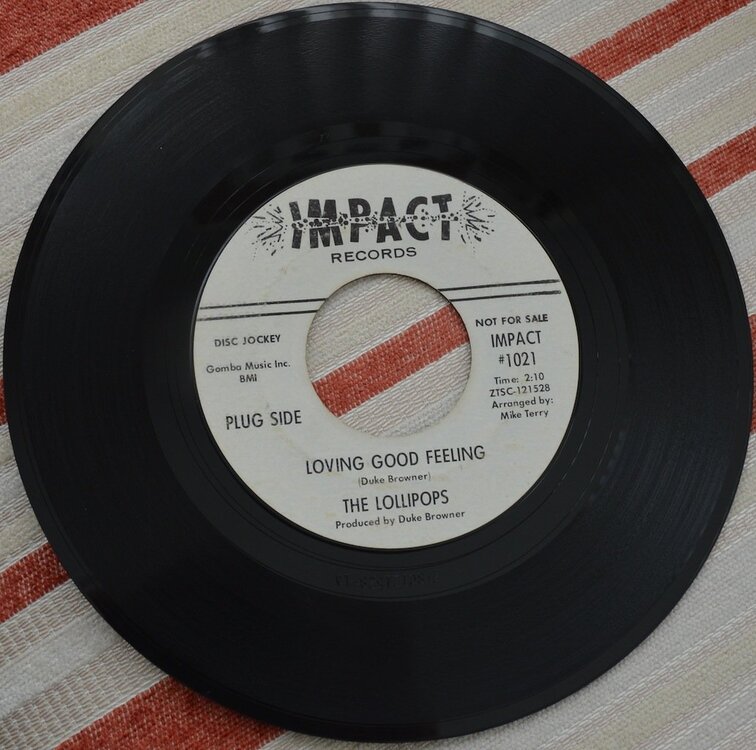 IMPACT
RECORDS
DISC JOCKEY
Gomba Music Inc.
BMI
PLUG SIDE
NOT FOR SALE
IMPACT
#1021
Time: 2:10
ZTSC-121528
Arranged by:
Mike Terry
LOVING GOOD FEELING
(Duke Browner)
THE LOLLIPOPS
Produced by Duke Browner